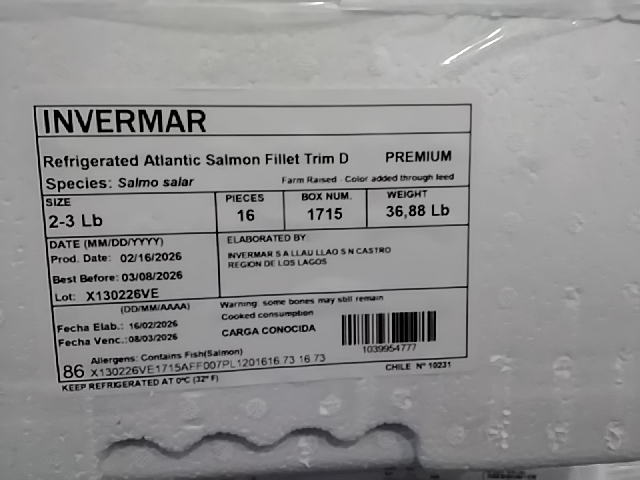 INVERMAR
Refrigerated Atlantic Salmon Fillet Trim D PREMIUM
Species: Salmo salar Farm Raised - Color added through feed
SIZE PIECES BOX NUM. WEIGHT
2-3 Lb 16 1715 36,88 Lb
DATE (MM/DD/YYYY) ELABORATED BY
Prod. Date: 02/16/2026 INVERMAR S A LLAU LLAO S N CASTRO
REGION DE LOS LAGOS
Best Before: 03/08/2026
Lot: X130226VE
(DD/MM/AAAA) Warning: some bones may still remain
Cooked consumption
Fecha Elab.: 16/02/2026 CARGA CONOCIDA
Fecha Venc.:08/03/2026
1039954777
Allergens: Contains Fish(Salmon)
86 X130226VE1715AFF007PL1201616.73 16.73 CHILE N° 10231
KEEP REFRIGERATED AT 0ºC (32º F)